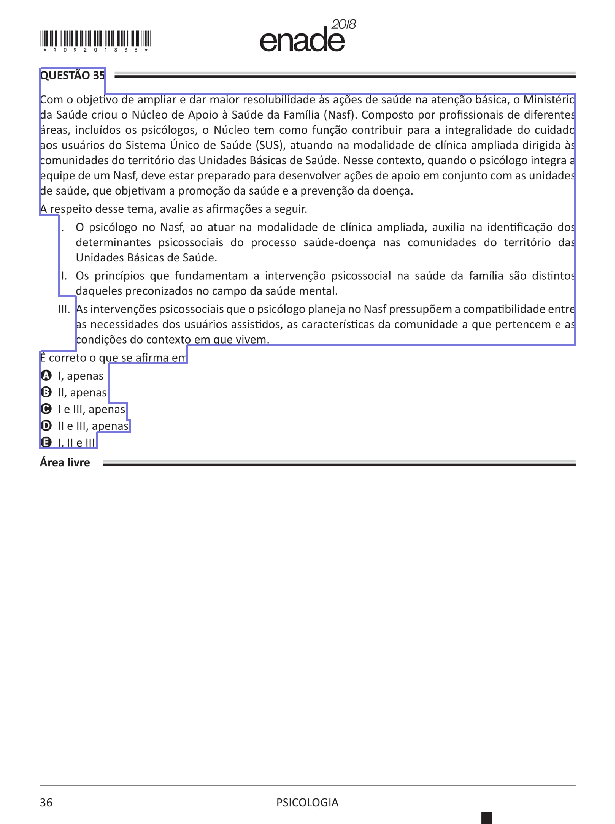 *R0920183 5*
enade2018
QUESTÃO 35
Com o objetivo de ampliar e dar maior resolubilidade às ações de saúde na atenção básica, o Ministério
da Saúde criou o Núcleo de Apoio à Saúde da Família (Nasf). Composto por profissionais de diferentes
áreas, incluídos os psicólogos, o Núcleo tem como função contribuir para a integralidade do cuidado
aos usuários do Sistema Único de Saúde (SUS), atuando na modalidade de clínica ampliada dirigida às
comunidades do território das Unidades Básicas de Saúde. Nesse contexto, quando o psicólogo integra a
equipe de um Nasf, deve estar preparado para desenvolver ações de apoio em conjunto com as unidades
de saúde, que objetivam a promoção da saúde e a prevenção da doença.
A respeito desse tema, avalie as afirmações a seguir.
I. O psicólogo no Nasf, ao atuar na modalidade de clínica ampliada, auxilia na identificação dos
determinantes psicossociais do processo saúde-doença nas comunidades do território das
Unidades Básicas de Saúde.
II. Os princípios que fundamentam a intervenção psicossocial na saúde da família são distintos
daqueles preconizados no campo da saúde mental.
III. As intervenções psicossociais que o psicólogo planeja no Nasf pressupõem a compatibilidade entre
as necessidades dos usuários assistidos, as características da comunidade a que pertencem e as
condições do contexto em que vivem.
É correto o que se afirma em
A I, apenas
B II, apenas
C I e III, apenas
D II e III, apenas
E I, II e III
Área livre
36 PSICOLOGIA